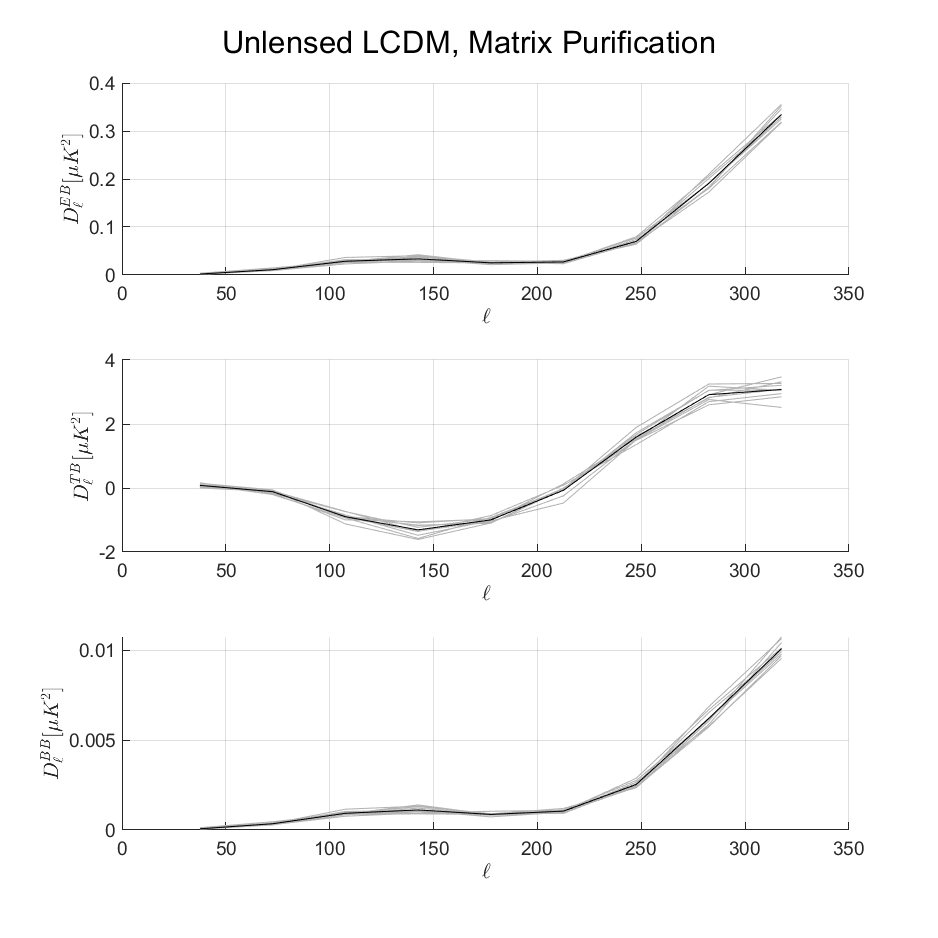 Unlensed LCDM, Matrix Purification
0.4
0.3
0.2
0.1
0
D_ℓ^{EB}[μK^2]
0 50 100 150 200 250 300 350
ℓ
4
2
0
-2
D_ℓ^{TB}[μK^2]
0 50 100 150 200 250 300 350
ℓ
0.01
0.005
0
D_ℓ^{BB}[μK^2]
0 50 100 150 200 250 300 350
ℓ